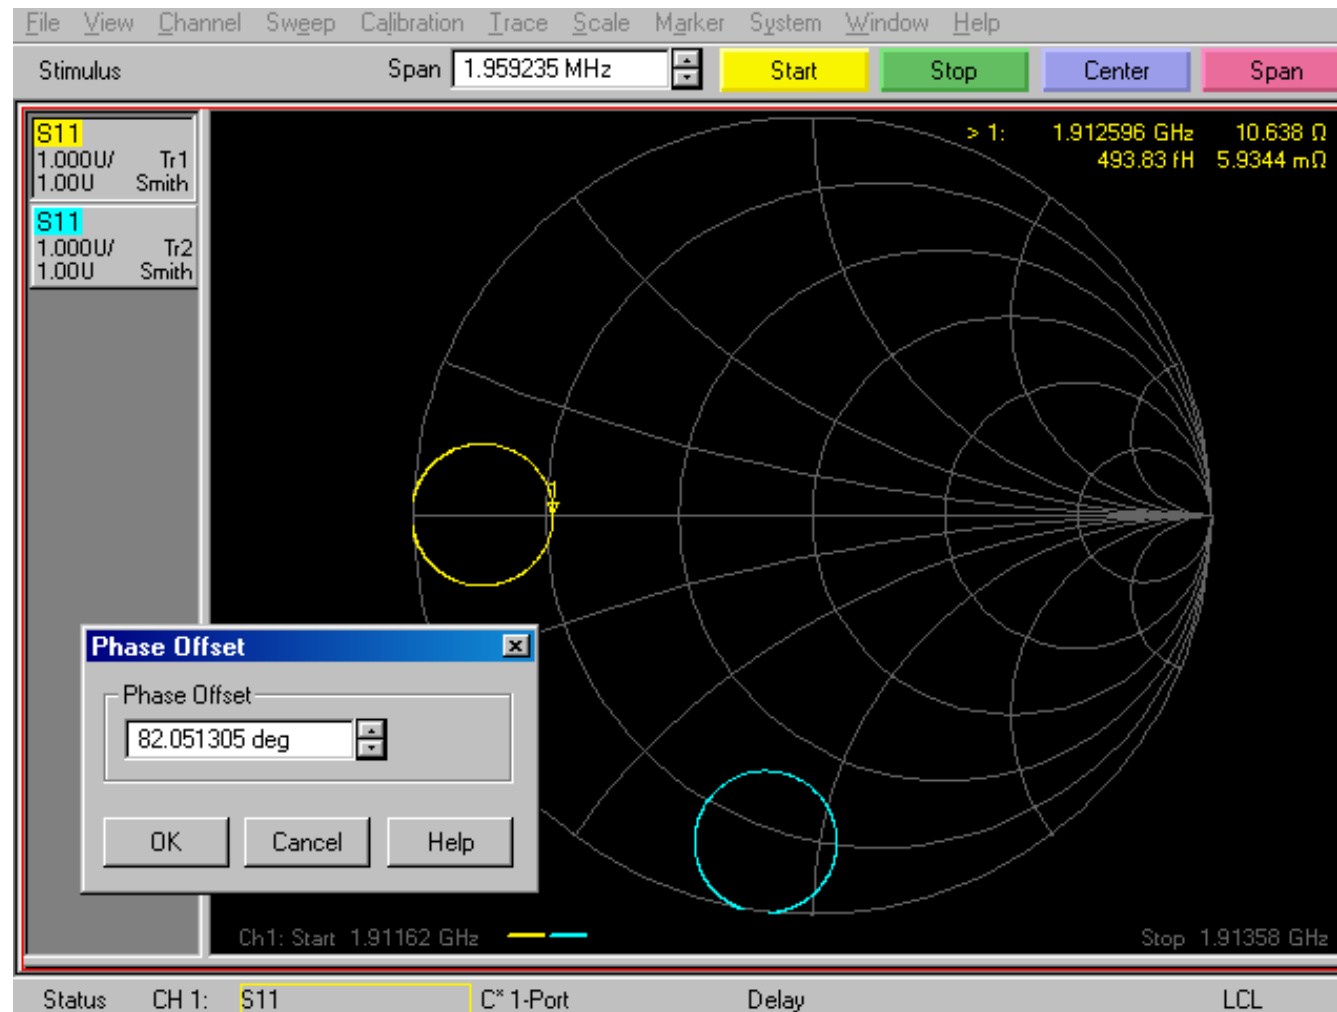 File View Channel Sweep Calibration Trace Scale Marker System Window Help
Stimulus Span 1.959235 MHz Start Stop Center Span
S11
1.000U/ Tr1
1.00U Smith
S11
1.000U/ Tr2
1.00U Smith
> 1: 1.912596 GHz 10.638 Ω
493.83 fH 5.9344 mΩ
1
Phase Offset
Phase Offset
82.051305 deg
OK Cancel Help
Ch1: Start 1.91162 GHz Stop 1.91358 GHz
Status CH 1: S11 C* 1-Port Delay LCL